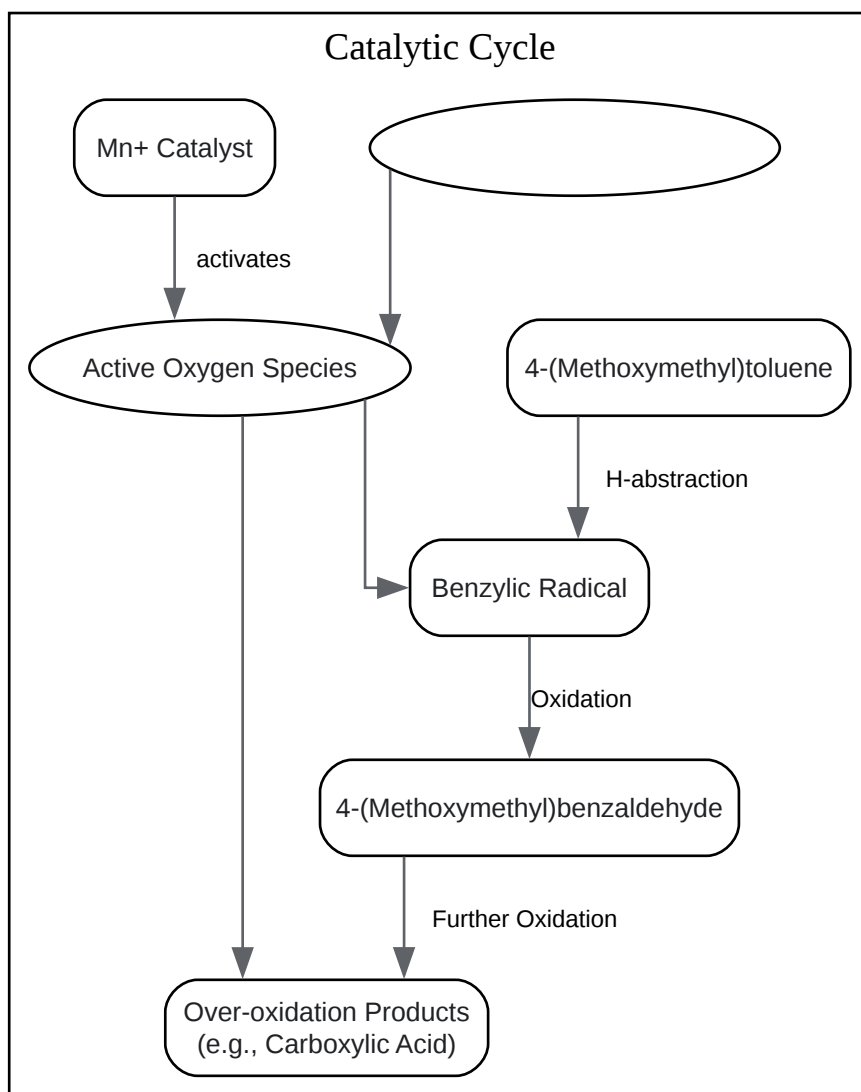 Catalytic Cycle
Mn+ Catalyst
activates
Active Oxygen Species
4-(Methoxymethyl)toluene
H-abstraction
Benzylic Radical
Oxidation
4-(Methoxymethyl)benzaldehyde
Further Oxidation
Over-oxidation Products
(e.g., Carboxylic Acid)